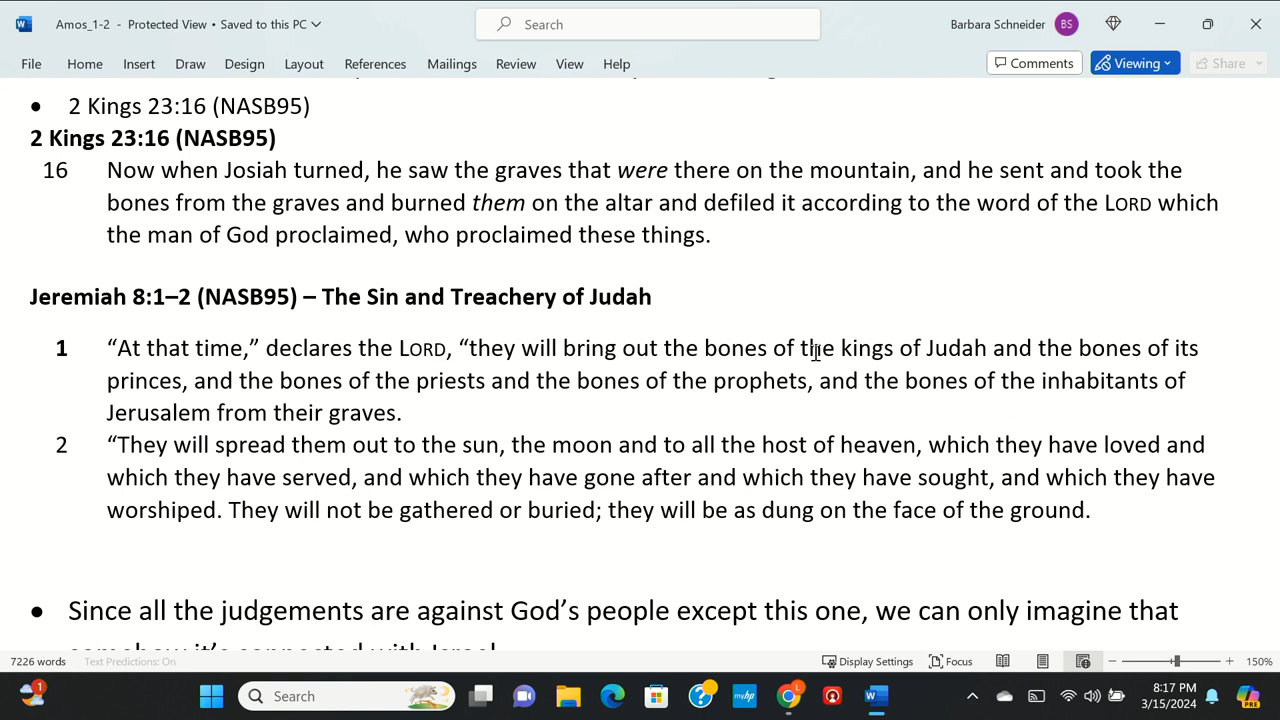 Amos_1-2 • Protected View • Saved to this PC
Search
Barbara Schneider
BS
File Home Insert Draw Design Layout References Mailings Review View Help
Comments
Viewing
Share
• 2 Kings 23:16 (NASB95)
2 Kings 23:16 (NASB95)
16 Now when Josiah turned, he saw the graves that were there on the mountain, and he sent and took the
bones from the graves and burned them on the altar and defiled it according to the word of the LORD which
the man of God proclaimed, who proclaimed these things.
Jeremiah 8:1–2 (NASB95) – The Sin and Treachery of Judah
1 “At that time,” declares the LORD, “they will bring out the bones of the kings of Judah and the bones of its
princes, and the bones of the priests and the bones of the prophets, and the bones of the inhabitants of
Jerusalem from their graves.
2 “They will spread them out to the sun, the moon and to all the host of heaven, which they have loved and
which they have served, and which they have gone after and which they have sought, and which they have
worshiped. They will not be gathered or buried; they will be as dung on the face of the ground.
• Since all the judgements are against God’s people except this one, we can only imagine that
somehow it’s connected with Israel
7226 words
Text Predictions: On
Display Settings
Focus
150%
1
Search
myhp
8:17 PM
3/15/2024
PRE